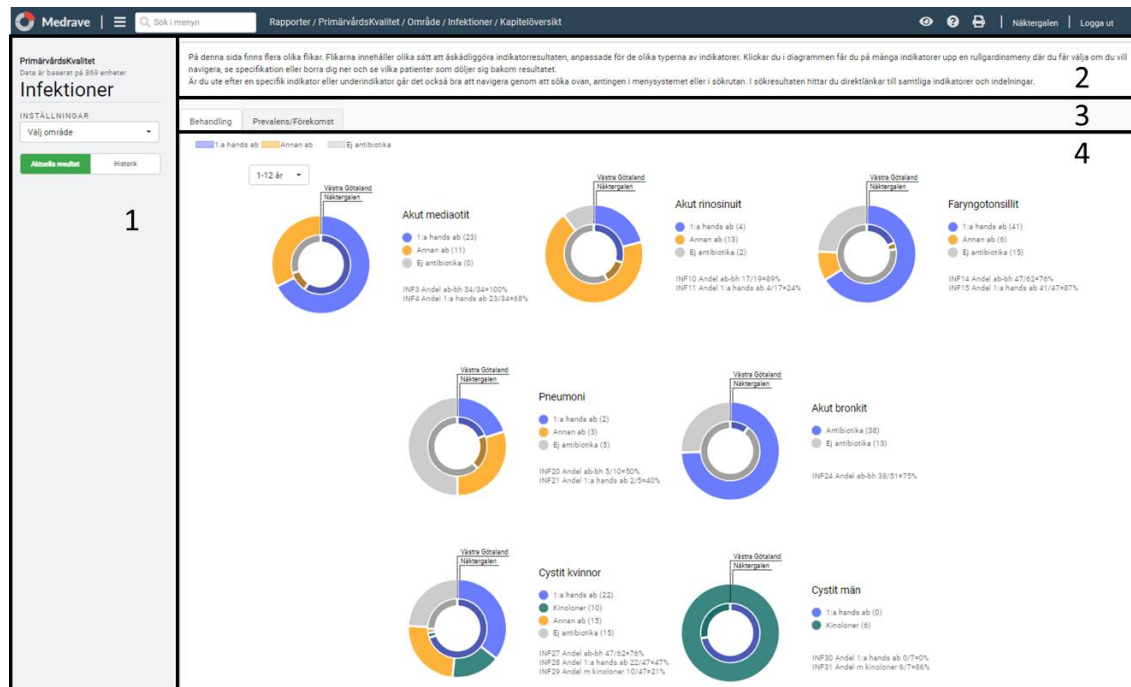 Medrave
Sök i menyn
Rapporter / PrimärvårdsKvalitet / Område / Infektioner / Kapitelöversikt
Näktergalen
Logga ut
PrimärvårdsKvalitet
Data är baserat på 869 enheter
Infektioner
INSTÄLLNINGAR
Välj område
Aktuella resultat
Historik
1
På denna sida finns flera olika flikar. Flikarna innehåller olika sätt att åskådliggöra indikatorresultaten, anpassade för de olika typerna av indikatorer. Klickar du i diagrammen får du på många indikatorer upp en rullgardinsmeny där du får välja om du vill
navigera, se specifikation eller borra dig ner och se vilka patienter som döljer sig bakom resultatet.
Är du ute efter en specifik indikator eller underindikator går det också bra att navigera genom att söka ovan, antingen i menysystemet eller i sökrutan. I sökresultaten hittar du direktlänkar till samtliga indikatorer och indelningar.
2
Behandling
Prevalens/Förekomst
3
1:a hands ab
Annan ab
Ej antibiotika
4
1-12 år
Västra Götaland
Näktergalen
Akut mediaotit
1:a hands ab (23)
Annan ab (11)
Ej antibiotika (0)
INF3 Andel ab-bh 34/34=100%
INF4 Andel 1:a hands ab 23/34=68%
Västra Götaland
Näktergalen
Akut rinosinuit
1:a hands ab (4)
Annan ab (13)
Ej antibiotika (2)
INF10 Andel ab-bh 17/19=89%
INF11 Andel 1:a hands ab 4/17=24%
Västra Götaland
Näktergalen
Faryngotonsillit
1:a hands ab (41)
Annan ab (6)
Ej antibiotika (15)
INF14 Andel ab-bh 47/62=76%
INF15 Andel 1:a hands ab 41/47=87%
Västra Götaland
Näktergalen
Pneumoni
1:a hands ab (2)
Annan ab (3)
Ej antibiotika (5)
INF20 Andel ab-bh 5/10=50%
INF21 Andel 1:a hands ab 2/5=40%
Västra Götaland
Näktergalen
Akut bronkit
Antibiotika (38)
Ej antibiotika (13)
INF24 Andel ab-bh 38/51=75%
Västra Götaland
Näktergalen
Cystit kvinnor
1:a hands ab (22)
Kinoloner (10)
Annan ab (15)
Ej antibiotika (15)
INF27 Andel ab-bh 47/62=76%
INF28 Andel 1:a hands ab 22/47=47%
INF29 Andel m kinoloner 10/47=21%
Västra Götaland
Näktergalen
Cystit män
1:a hands ab (0)
Kinoloner (6)
INF30 Andel 1:a hands ab 0/7=0%
INF31 Andel m kinoloner 6/7=86%